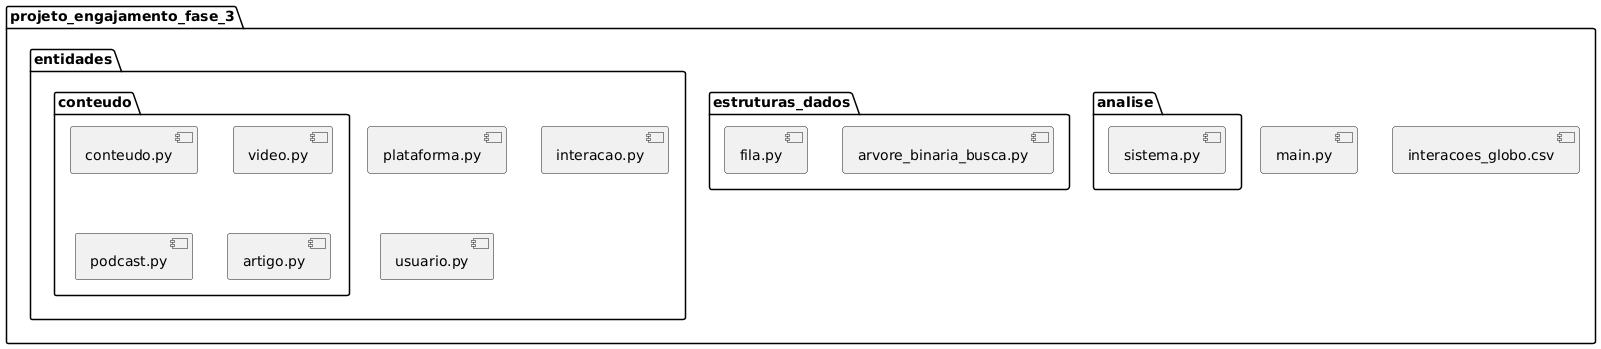 projeto_engajamento_fase_3
entidades
conteudo
conteudo.py
video.py
podcast.py
artigo.py
plataforma.py
interacao.py
usuario.py
estruturas_dados
fila.py
arvore_binaria_busca.py
analise
sistema.py
main.py
interacoes_globo.csv